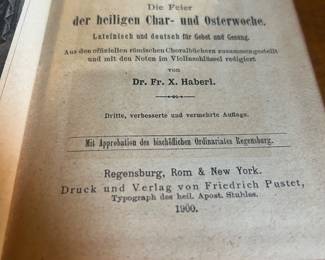 Die Feier
der heiligen Char- und Osterwoche.
Lateinisch und deutsch für Gebet und Gesang.
Aus den officiellen römischen Choralbüchern zusammengestellt
und mit den Noten im Violinschlüssel redigiert
von
Dr. Fr. X. Haberl.
Dritte, verbesserte und vermehrte Auflage.
Mit Approbation des bischöflichen Ordinariates Regensburg.
Regensburg, Rom & New York.
Druck und Verlag von Friedrich Pustet,
Typograph des heil. Apost. Stuhles.
1900.